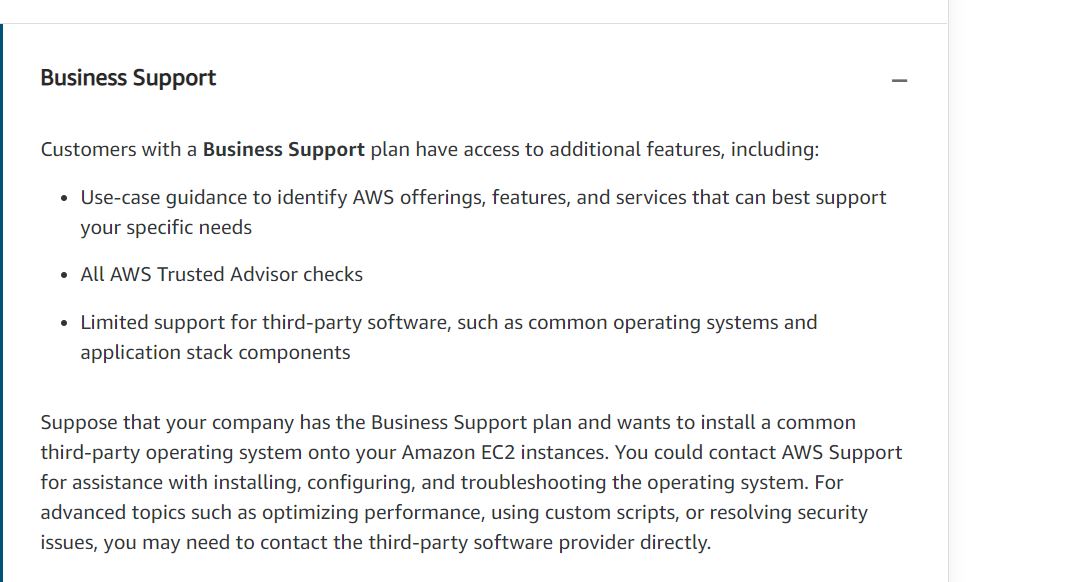 Business Support
Customers with a Business Support plan have access to additional features, including:
• Use-case guidance to identify AWS offerings, features, and services that can best support
your specific needs
• All AWS Trusted Advisor checks
• Limited support for third-party software, such as common operating systems and
application stack components
Suppose that your company has the Business Support plan and wants to install a common
third-party operating system onto your Amazon EC2 instances. You could contact AWS Support
for assistance with installing, configuring, and troubleshooting the operating system. For
advanced topics such as optimizing performance, using custom scripts, or resolving security
issues, you may need to contact the third-party software provider directly.